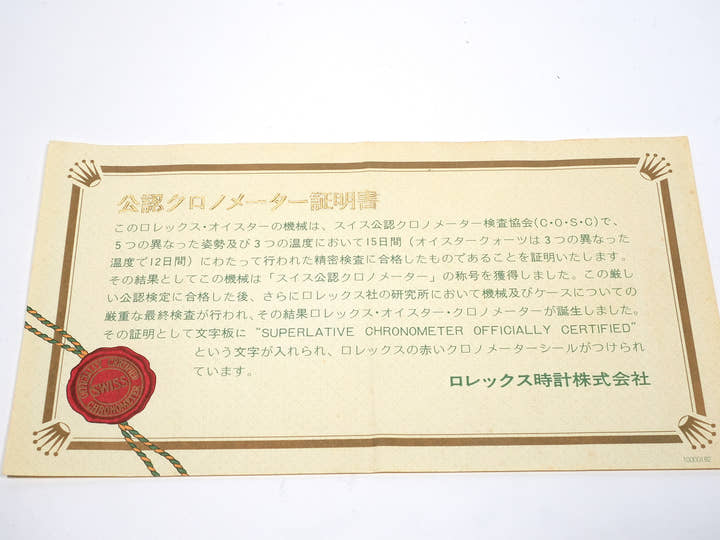 公認クロノメーター証明書
このロレックス・オイスターの機械は、スイス公認クロノメーター検査協会(C・O・S・C)で、
5つの異なった姿勢及び3つの温度において15日間（オイスタークォーツは3つの異なった
温度で12日間）にわたって行われた精密検査に合格したものであることを証明いたします。
その結果としてこの機械は「スイス公認クロノメーター」の称号を獲得しました。この厳し
い公認検定に合格した後、さらにロレックス社の研究所において機械及びケースについての
厳重な最終検査が行われ、その結果ロレックス・オイスター・クロノメーターが誕生しました。
その証明として文字板に“SUPERLATIVE CHRONOMETER OFFICIALLY CERTIFIED”
という文字が入れられ、ロレックスの赤いクロノメーターシールがつけられ
ています。
ロレックス時計株式会社
SWISS
CHRONOMETER